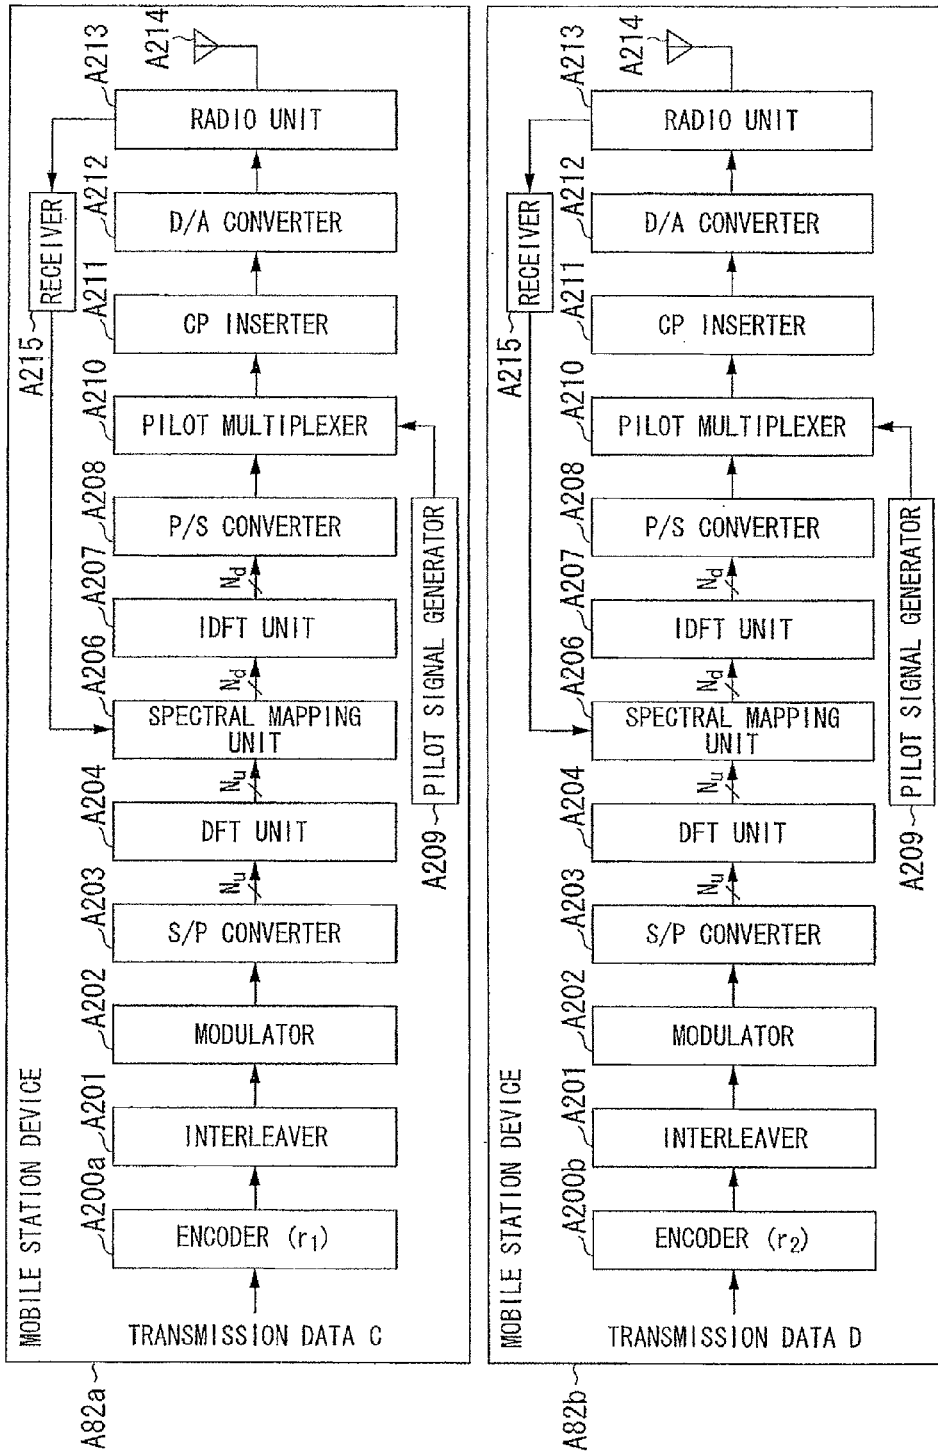 A82a
MOBILE STATION DEVICE
TRANSMISSION DATA C
A200a
ENCODER (r1)
A201
INTERLEAVER
A202
MODULATOR
A203
S/P CONVERTER
Nu
A204
DFT UNIT
Nu
A206
SPECTRAL MAPPING
UNIT
Nd
A207
IDFT UNIT
Nd
A208
P/S CONVERTER
A209
PILOT SIGNAL GENERATOR
A210
PILOT MULTIPLEXER
A211
CP INSERTER
A212
D/A CONVERTER
A213
RADIO UNIT
A214
A215
RECEIVER
A82b
MOBILE STATION DEVICE
TRANSMISSION DATA D
A200b
ENCODER (r2)
A201
INTERLEAVER
A202
MODULATOR
A203
S/P CONVERTER
Nu
A204
DFT UNIT
Nu
A206
SPECTRAL MAPPING
UNIT
Nd
A207
IDFT UNIT
Nd
A208
P/S CONVERTER
A209
PILOT SIGNAL GENERATOR
A210
PILOT MULTIPLEXER
A211
CP INSERTER
A212
D/A CONVERTER
A213
RADIO UNIT
A214
A215
RECEIVER